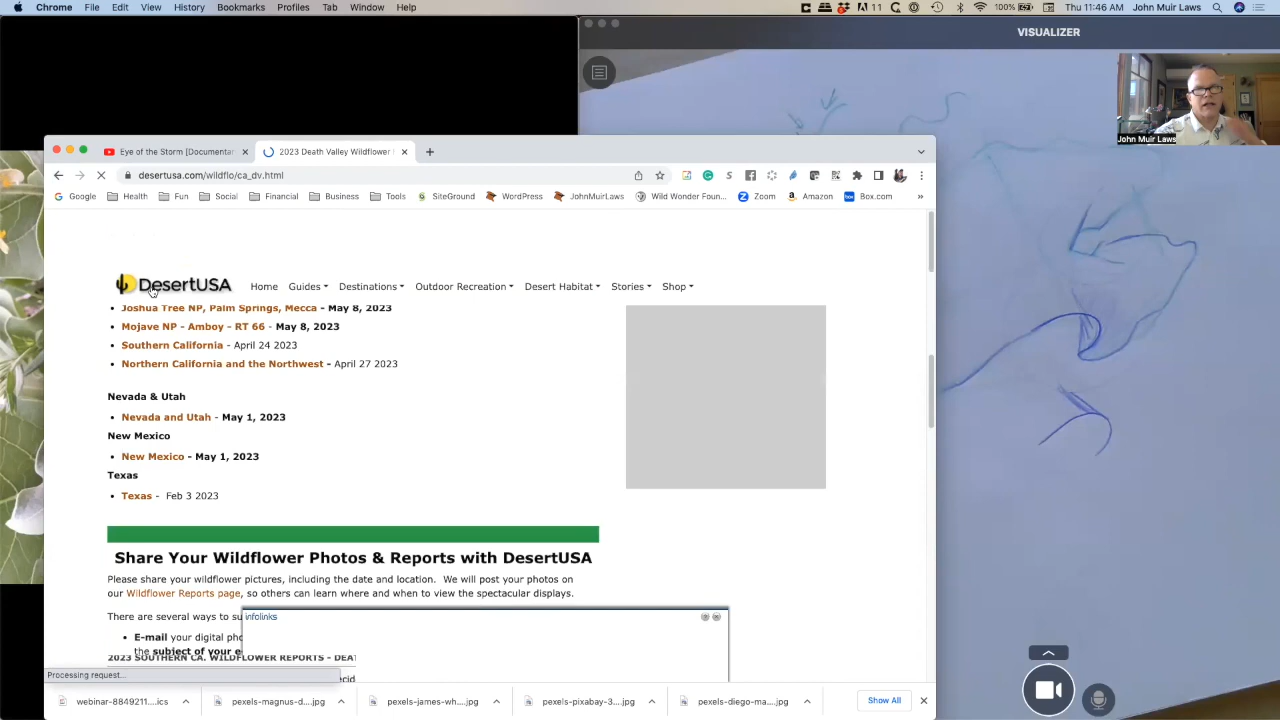 Chrome File Edit View History Bookmarks Profiles Tab Window Help
11 100% Thu 11:46 AM John Muir Laws
VISUALIZER
John Muir Laws
Eye of the Storm [Documentar
2023 Death Valley Wildflower
desertusa.com/wildflo/ca_dv.html
Google Health Fun Social Financial Business Tools SiteGround WordPress JohnMuirLaws Wild Wonder Foun... Zoom Amazon Box.com »
DesertUSA Home Guides Destinations Outdoor Recreation Desert Habitat Stories Shop
• Joshua Tree NP, Palm Springs, Mecca - May 8, 2023
• Mojave NP - Amboy - RT 66 - May 8, 2023
• Southern California - April 24 2023
• Northern California and the Northwest - April 27 2023
Nevada & Utah
• Nevada and Utah - May 1, 2023
New Mexico
• New Mexico - May 1, 2023
Texas
• Texas - Feb 3 2023
Share Your Wildflower Photos & Reports with DesertUSA
Please share your wildflower pictures, including the date and location. We will post your photos on
our Wildflower Reports page, so others can learn where and when to view the spectacular displays.
There are several ways to su
infolinks
• E-mail your digital pho
the subject of your e
2023 SOUTHERN CA. WILDFLOWER REPORTS - DEAT
ecid
Processing request...
webinar-8849211....ics pexels-magnus-d....jpg pexels-james-wh....jpg pexels-pixabay-3....jpg pexels-diego-ma....jpg Show All